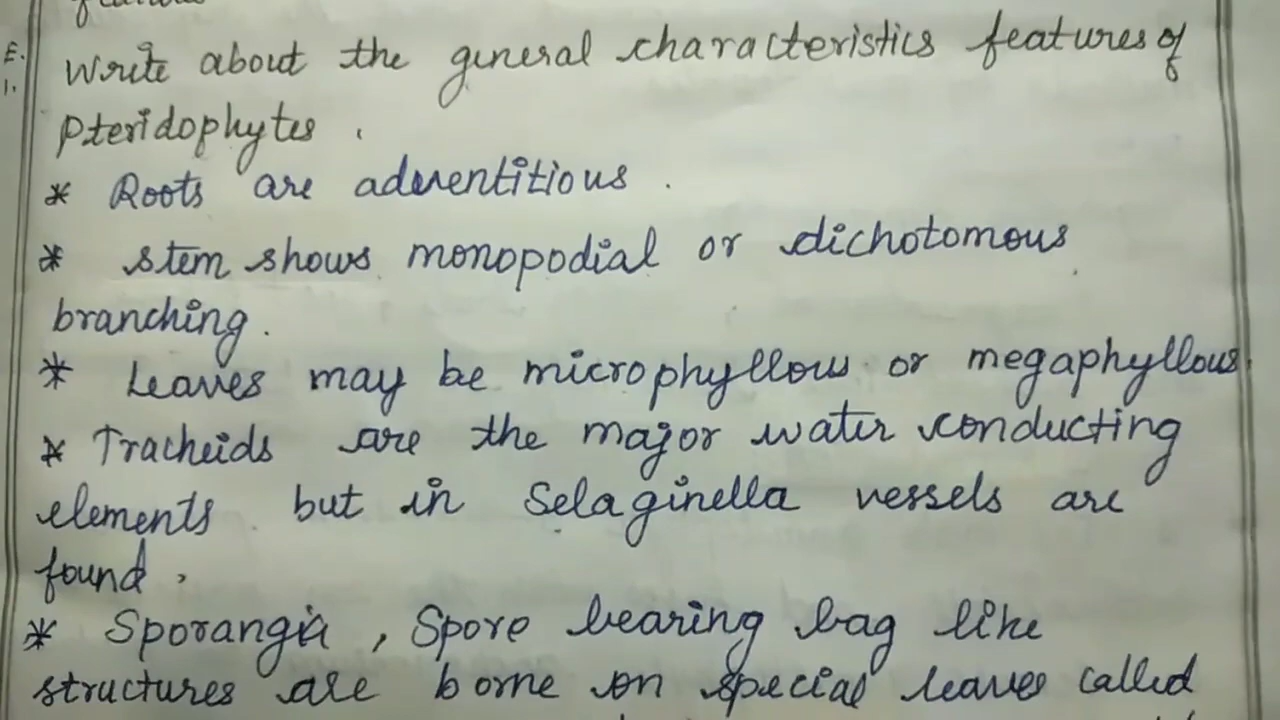 E.
1.
Write about the general characteristics features of
Pteridophytes .
* Roots are adventitious .
* stem shows monopodial or dichotomous
branching.
* Leaves may be microphyllous or megaphyllous.
* Tracheids are the major water conducting
elements but in Selaginella vessels are
found .
* Sporangia , Spore bearing bag like
structures are borne on special leaves called